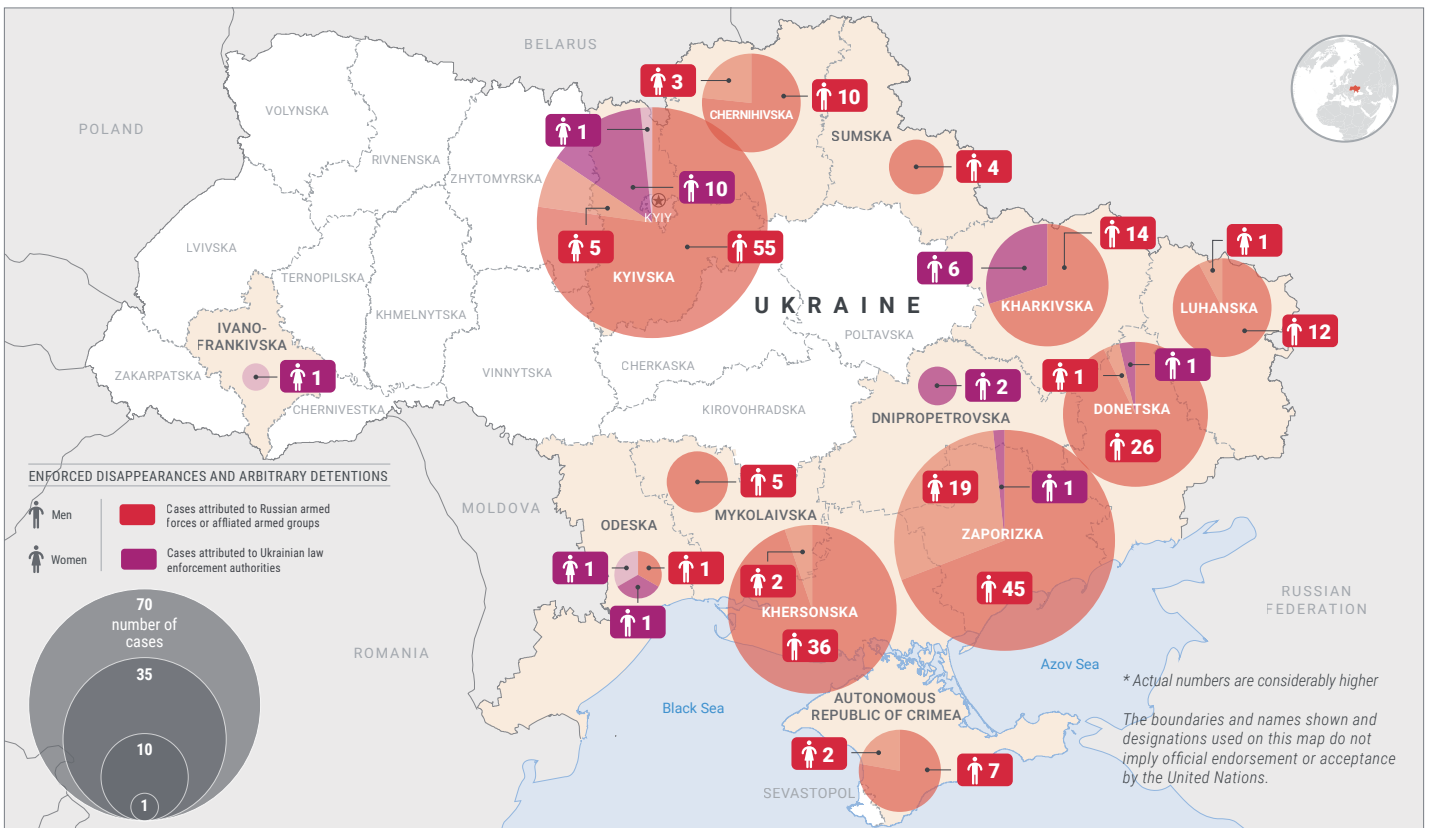 BELARUS
POLAND
VOLYNSKA
RIVNENSKA
ZHYTOMYRSKA
3
CHERNIHIVSKA
10
SUMSKA
4
1
10
KYIV
5
55
KYIVSKA
LVIVSKA
TERNOPILSKA
KHMELNYTSKA
UKRAINE
POLTAVSKA
14
6
KHARKIVSKA
1
LUHANSKA
12
IVANO-
FRANKIVSKA
1
ZAKARPATSKA
CHERNIVESTKA
VINNYTSKA
CHERKASKA
KIROVOHRADSKA
2
DNIPROPETROVSKA
1
1
DONETSKA
26
ENFORCED DISAPPEARANCES AND ARBITRARY DETENTIONS
Men
Cases attributed to Russian armed
forces or affliated armed groups
Women
Cases attributed to Ukrainian law
enforcement authorities
70
number of
cases
35
10
1
MOLDOVA
ROMANIA
5
MYKOLAIVSKA
ODESKA
1
1
1
19
1
ZAPORIZKA
45
2
KHERSONSKA
36
RUSSIAN
FEDERATION
Azov Sea
Black Sea
AUTONOMOUS
REPUBLIC OF CRIMEA
2
7
SEVASTOPOL
* Actual numbers are considerably higher
The boundaries and names shown and
designations used on this map do not
imply official endorsement or acceptance
by the United Nations.